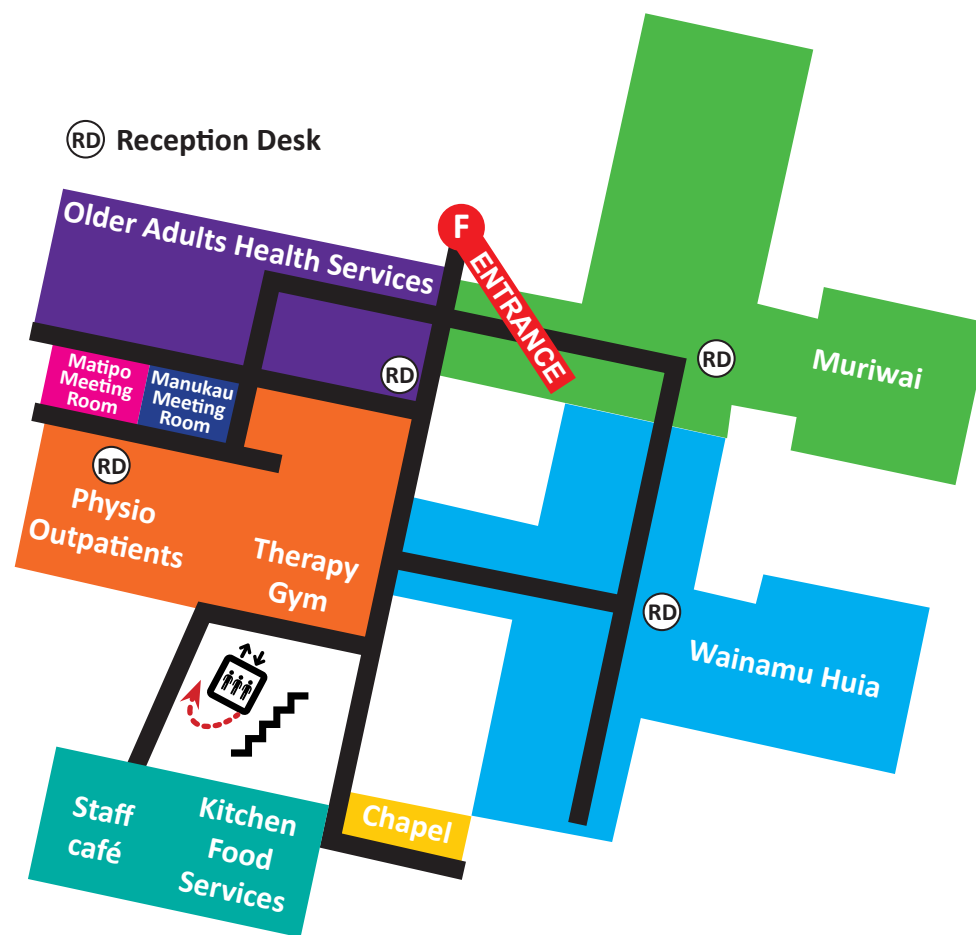 RD Reception Desk
Older Adults Health Services
F
ENTRANCE
RD
Muriwai
RD
Matipo
Meeting
Room
Manukau
Meeting
Room
RD
Physio
Outpatients
Therapy
Gym
RD
Wainamu Huia
Staff
café
Kitchen
Food
Services
Chapel